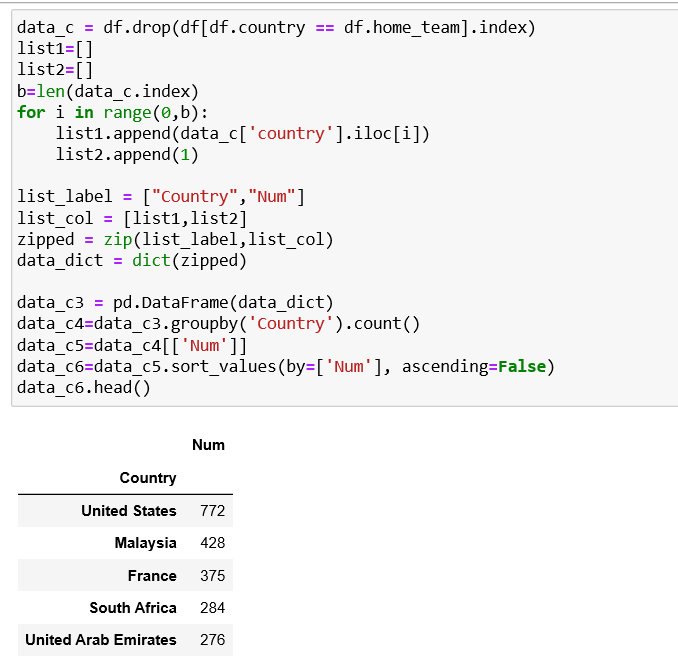 data_c = df.drop(df[df.country == df.home_team].index)
list1=[]
list2=[]
b=len(data_c.index)
for i in range(0,b):
    list1.append(data_c['country'].iloc[i])
    list2.append(1)

list_label = ["Country","Num"]
list_col = [list1,list2]
zipped = zip(list_label,list_col)
data_dict = dict(zipped)

data_c3 = pd.DataFrame(data_dict)
data_c4=data_c3.groupby('Country').count()
data_c5=data_c4[['Num']]
data_c6=data_c5.sort_values(by=['Num'], ascending=False)
data_c6.head()

Num
Country
United States 772
Malaysia 428
France 375
South Africa 284
United Arab Emirates 276